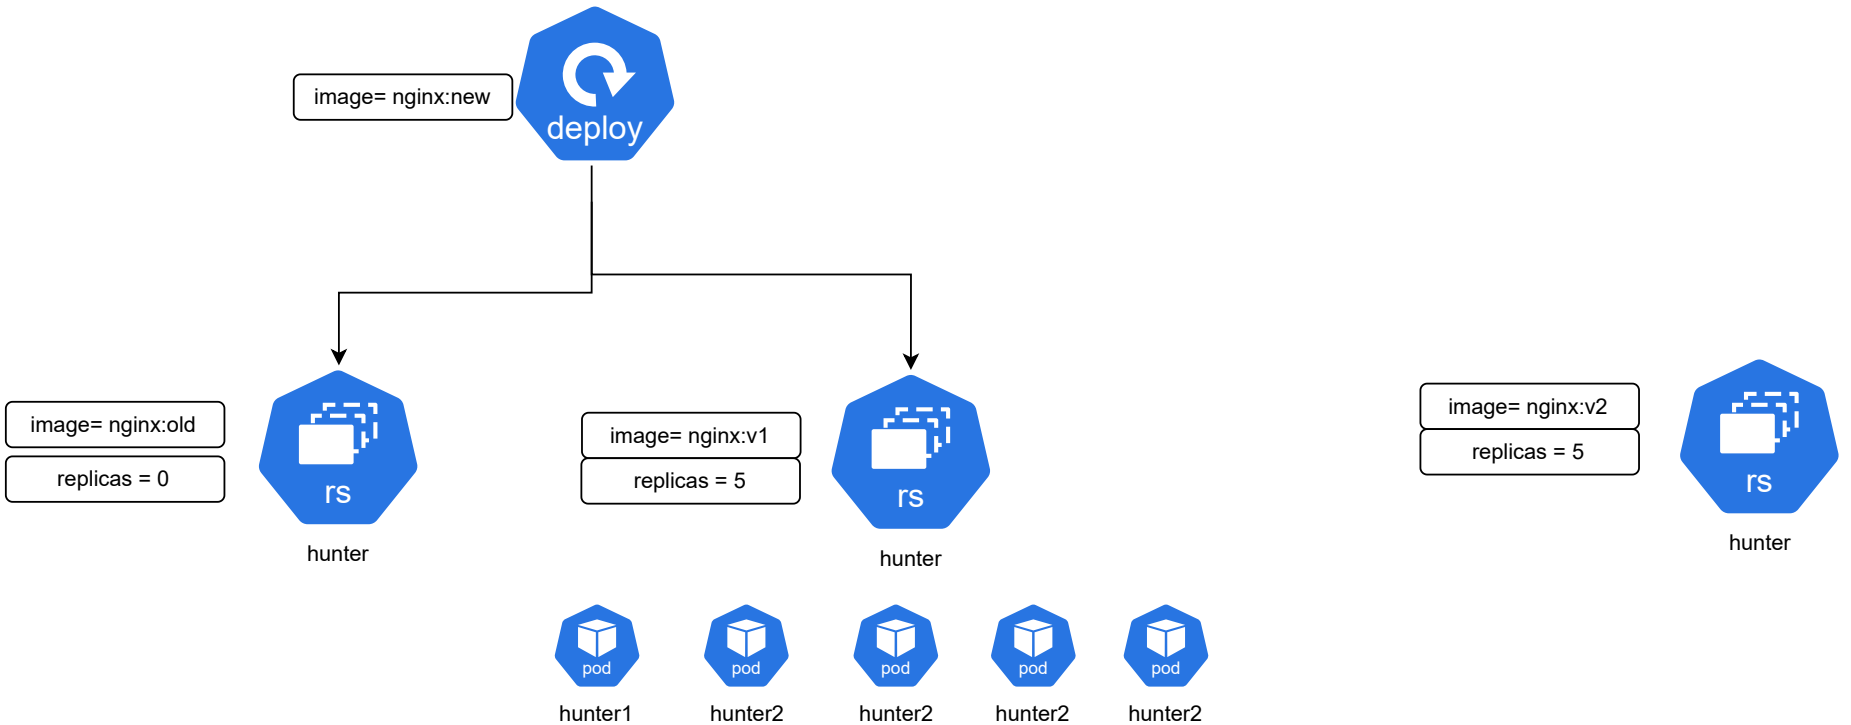 image= nginx:new
deploy
image= nginx:old
replicas = 0
rs
hunter
image= nginx:v1
replicas = 5
rs
hunter
image= nginx:v2
replicas = 5
rs
hunter
pod
pod
pod
pod
pod
hunter1
hunter2
hunter2
hunter2
hunter2